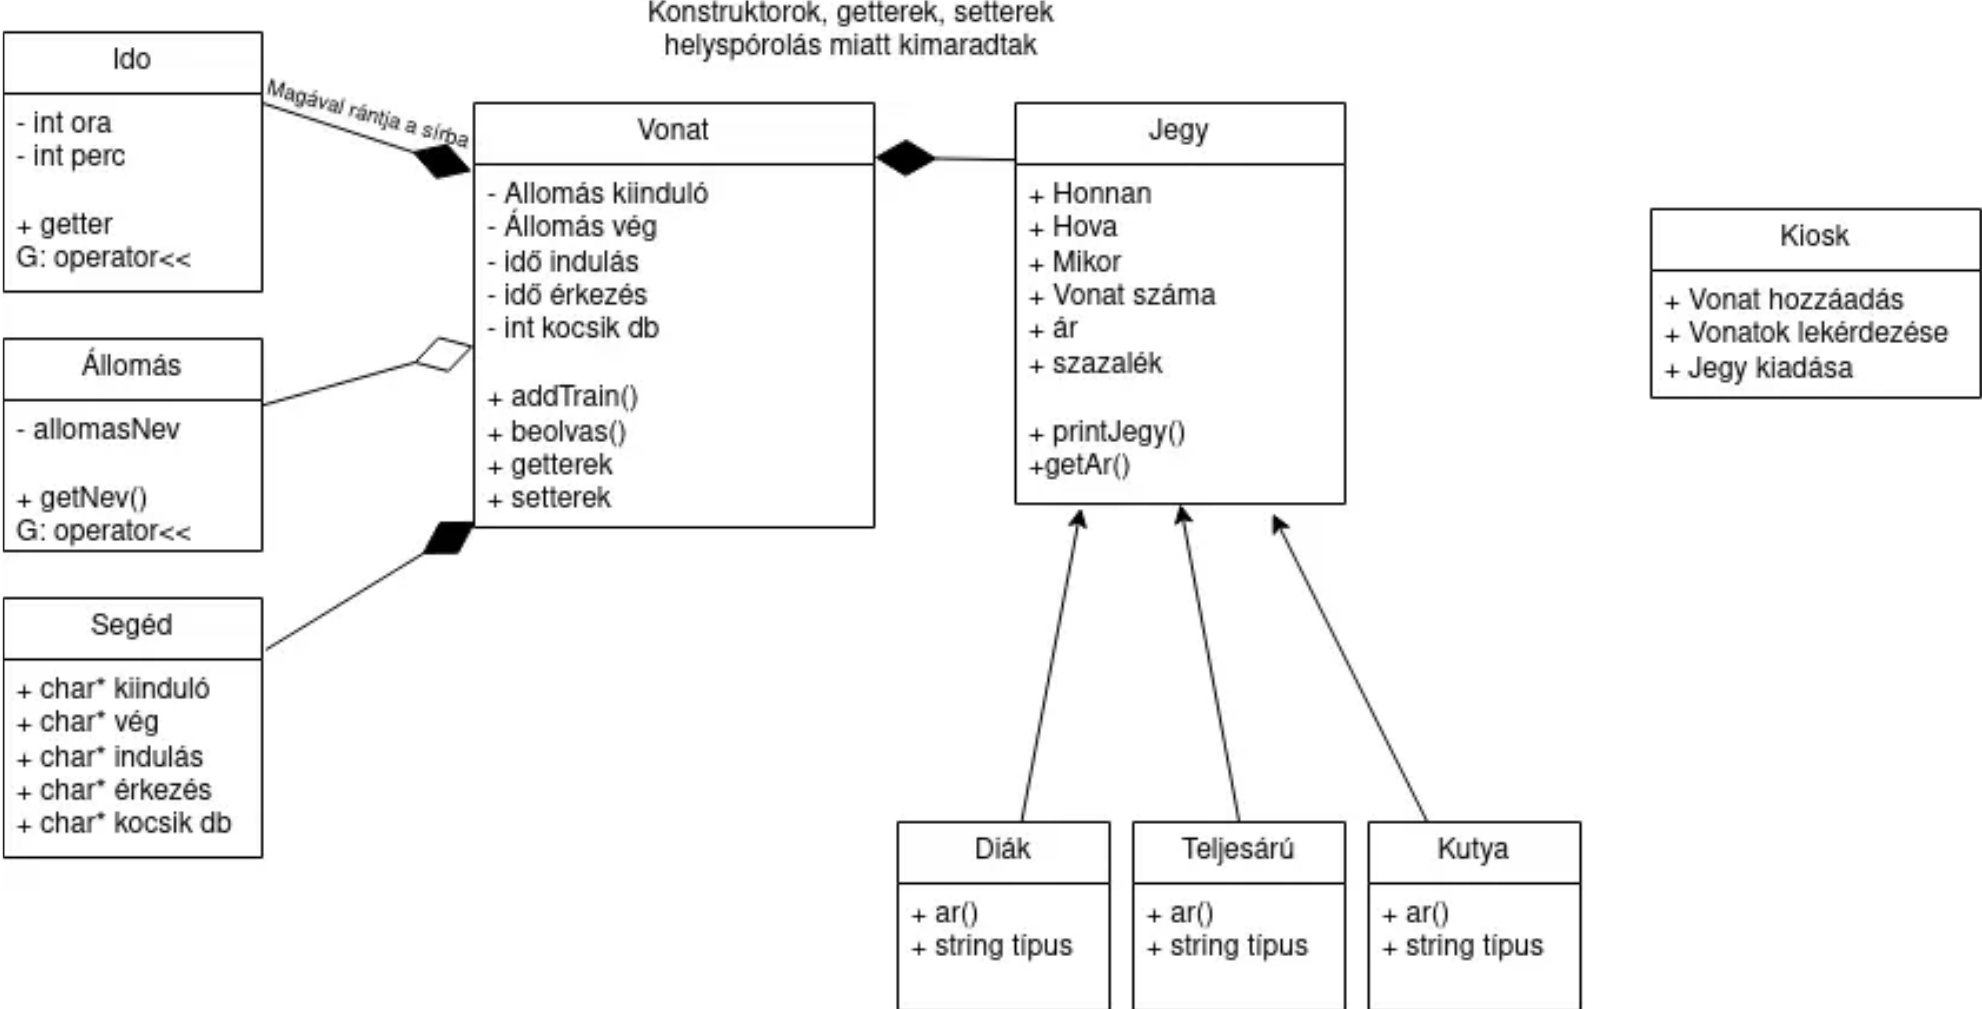 Konstruktorok, getterek, setterek
helyspórolás miatt kimaradtak
Ido
- int ora
- int perc
+ getter
G: operator<<
Magával rántja a sírba
Állomás
- allomasNev
+ getNev()
G: operator<<
Segéd
+ char* kiinduló
+ char* vég
+ char* indulás
+ char* érkezés
+ char* kocsik db
Vonat
- Allomás kiinduló
- Állomás vég
- idő indulás
- idő érkezés
- int kocsik db
+ addTrain()
+ beolvas()
+ getterek
+ setterek
Jegy
+ Honnan
+ Hova
+ Mikor
+ Vonat száma
+ ár
+ szazalék
+ printJegy()
+getAr()
Kiosk
+ Vonat hozzáadás
+ Vonatok lekérdezése
+ Jegy kiadása
Diák
+ ar()
+ string típus
Teljesárú
+ ar()
+ string típus
Kutya
+ ar()
+ string típus